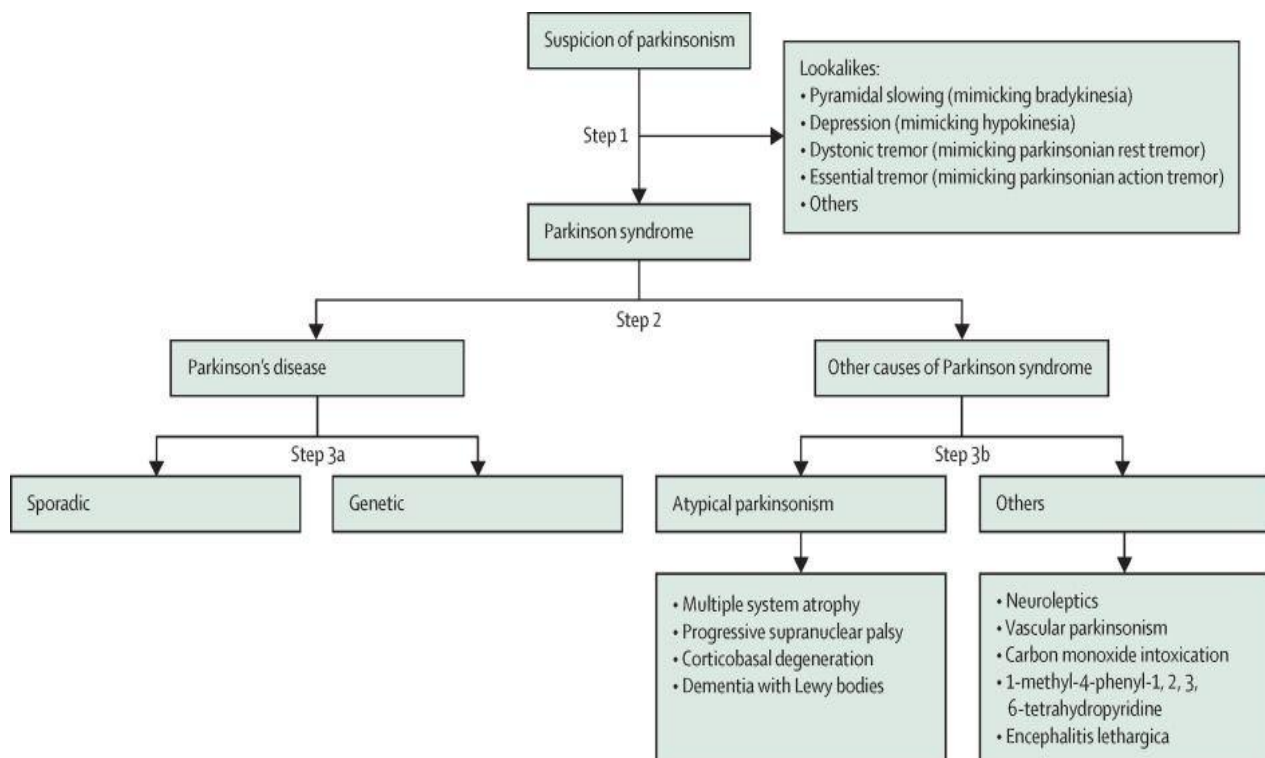 Suspicion of parkinsonism
Lookalikes:
• Pyramidal slowing (mimicking bradykinesia)
• Depression (mimicking hypokinesia)
• Dystonic tremor (mimicking parkinsonian rest tremor)
• Essential tremor (mimicking parkinsonian action tremor)
• Others
Step 1
Parkinson syndrome
Step 2
Parkinson's disease
Other causes of Parkinson syndrome
Step 3a
Step 3b
Sporadic
Genetic
Atypical parkinsonism
Others
• Multiple system atrophy
• Progressive supranuclear palsy
• Corticobasal degeneration
• Dementia with Lewy bodies
• Neuroleptics
• Vascular parkinsonism
• Carbon monoxide intoxication
• 1-methyl-4-phenyl-1, 2, 3,
6-tetrahydropyridine
• Encephalitis lethargica